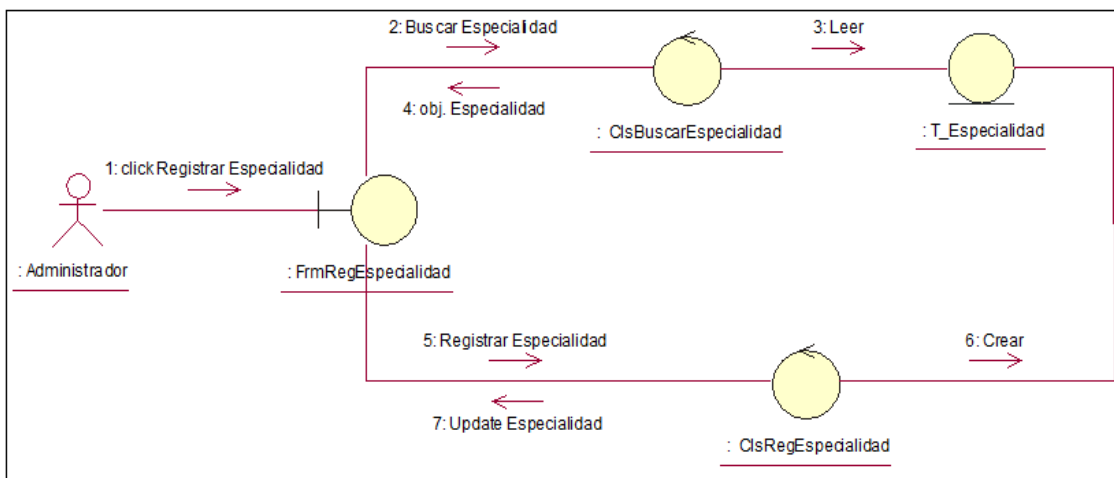 2: Buscar Especialidad
3: Leer
4: obj. Especialidad
: ClsBuscarEspecialidad
: T_Especialidad
1: click Registrar Especialidad
: Administrador
: FrmRegEspecialidad
5: Registrar Especialidad
6: Crear
7: Update Especialidad
: ClsRegEspecialidad